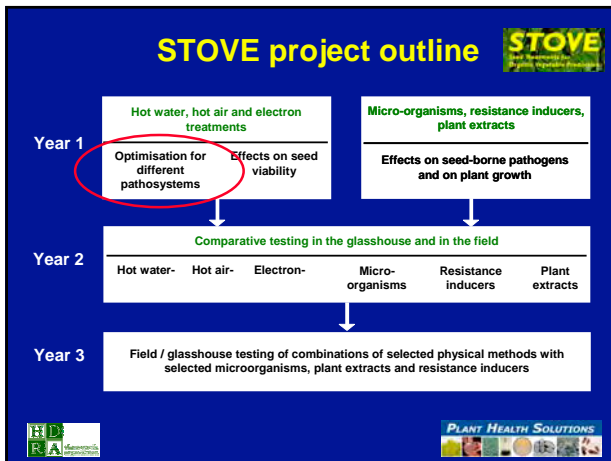 STOVE project outline
STOVE
Seed Treatments for
Organic Vegetable Production
Year 1
Hot water, hot air and electron
treatments
Optimisation for
different
pathosystems
Effects on seed
viability
Micro-organisms, resistance inducers,
plant extracts
Effects on seed-borne pathogens
and on plant growth
Year 2
Comparative testing in the glasshouse and in the field
Hot water- Hot air- Electron- Micro-
organisms Resistance
inducers Plant
extracts
Year 3
Field / glasshouse testing of combinations of selected physical methods with
selected microorganisms, plant extracts and resistance inducers
HD
RA
PLANT HEALTH SOLUTIONS